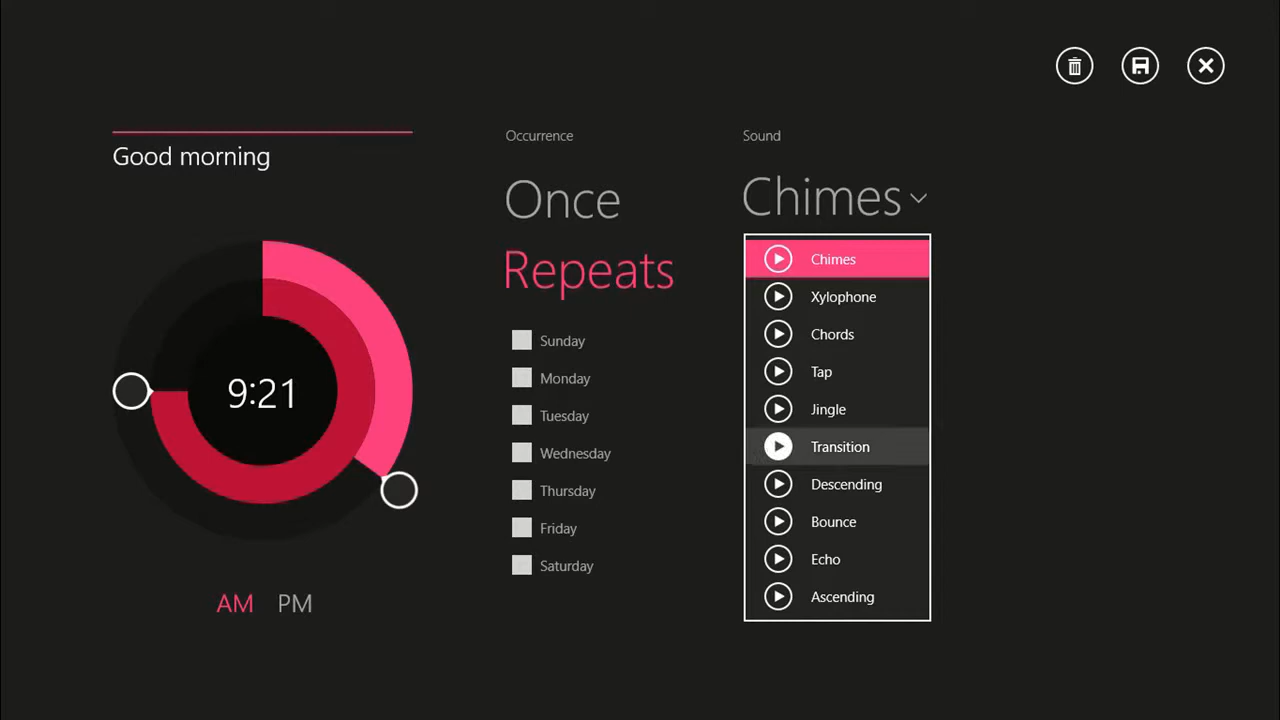 Good morning
9:21
AM PM
Occurrence
Once
Repeats
Sunday
Monday
Tuesday
Wednesday
Thursday
Friday
Saturday
Sound
Chimes
Chimes
Xylophone
Chords
Tap
Jingle
Transition
Descending
Bounce
Echo
Ascending